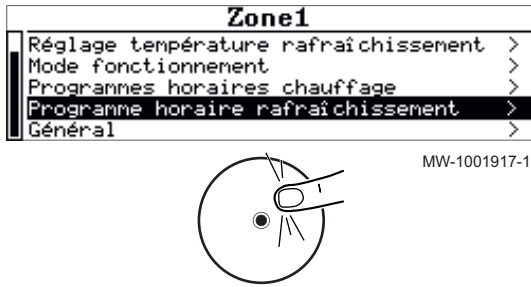 Zone1
Réglage température rafraîchissement >
Mode fonctionnement >
Programmes horaires chauffage >
Programme horaire rafraîchissement >
Général >
MW-1001917-1